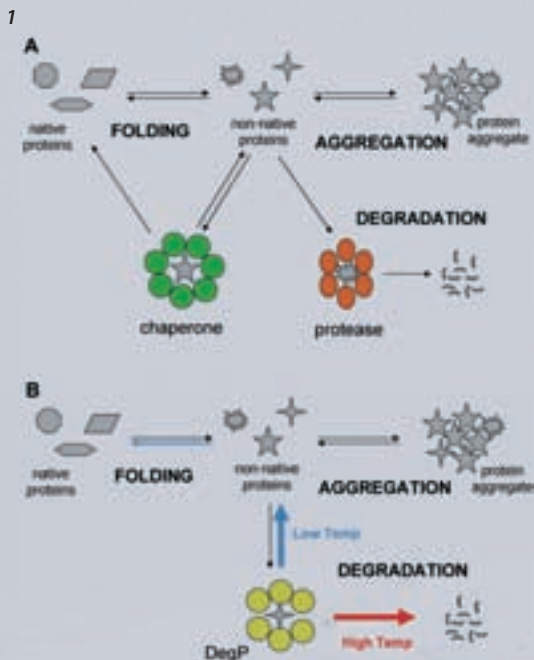 1
A
native
proteins
FOLDING
non-native
proteins
AGGREGATION
protein
aggregate
DEGRADATION
chaperone
protease
B
native
proteins
FOLDING
non-native
proteins
AGGREGATION
protein
aggregate
Low Temp
DEGRADATION
High Temp
DegP